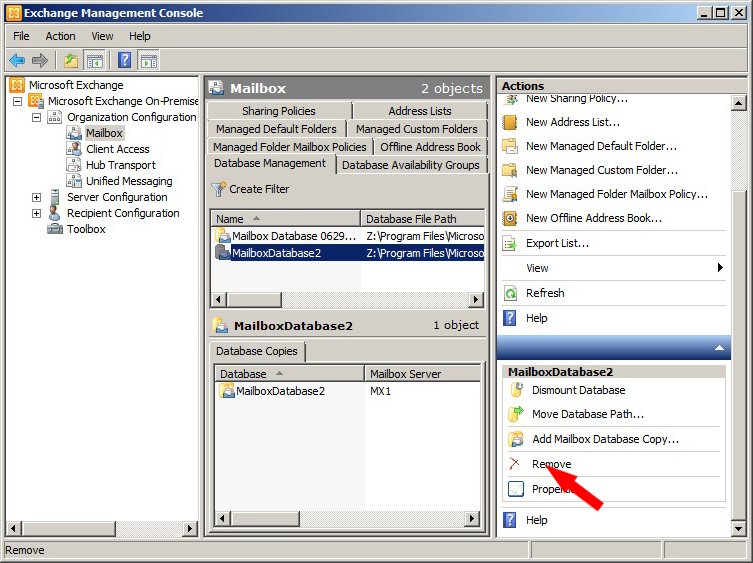 Exchange Management Console
File Action View Help
Microsoft Exchange
Microsoft Exchange On-Premise
Organization Configuration
Mailbox
Client Access
Hub Transport
Unified Messaging
Server Configuration
Recipient Configuration
Toolbox
Mailbox 2 objects
Sharing Policies Address Lists
Managed Default Folders Managed Custom Folders
Managed Folder Mailbox Policies Offline Address Book
Database Management Database Availability Groups
Create Filter
Name Database File Path
Mailbox Database 0629... Z:\Program Files\Microso
MailboxDatabase2 Z:\Program Files\Microso
MailboxDatabase2 1 object
Database Copies
Database Mailbox Server
MailboxDatabase2 MX1
Actions
New Sharing Policy...
New Address List...
New Managed Default Folder...
New Managed Custom Folder...
New Managed Folder Mailbox Policy...
New Offline Address Book...
Export List...
View
Refresh
Help
MailboxDatabase2
Dismount Database
Move Database Path...
Add Mailbox Database Copy...
Remove
Help
Remove